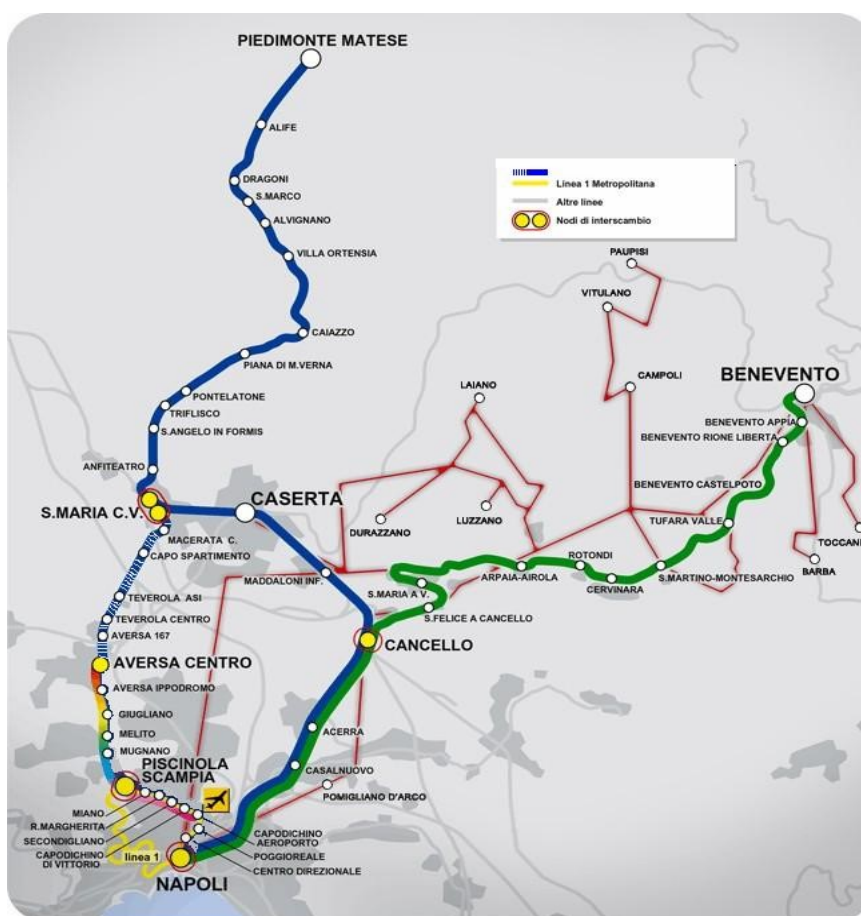 PIEDIMONTE MATESE
ALIFE
DRAGONI
S.MARCO
ALVIGNANO
VILLA ORTENSIA
CAIAZZO
PIANA DI M.VERNA
PONTELATONE
TRIFLISCO
S.ANGELO IN FORMIS
ANFITEATRO
S.MARIA C.V.
CASERTA
MACERATA C.
CAPO SPARTIMENTO
TEVEROLA ASI
TEVEROLA CENTRO
AVERSA 167
AVERSA CENTRO
AVERSA IPPODROMO
GIUGLIANO
MELITO
MUGNANO
PISCINOLA
SCAMPIA
MIANO
R.MARGHERITA
SECONDIGLIANO
CAPODICHINO
DI VITTORIO
linea 1
NAPOLI
CAPODICHINO
AEROPORTO
POGGIOREALE
CENTRO DIREZIONALE
MADDALONI INF.
CANCELLO
ACERRA
CASALNUOVO
POMIGLIANO D'ARCO
Linea 1 Metropolitana
Altre linee
Nodi di interscambio
PAUPISI
VITULANO
CAMPOLI
LAIANO
DURAZZANO
LUZZANO
BENEVENTO
BENEVENTO APPIA
BENEVENTO RIONE LIBERTA
BENEVENTO CASTELPOTO
TUFARA VALLE
TOCCANI
BARBA
S.MARTINO-MONTESARCHIO
ROTONDI
CERVINARA
ARPAIA-AIROLA
S.MARIA A V.
S.FELICE A CANCELLO